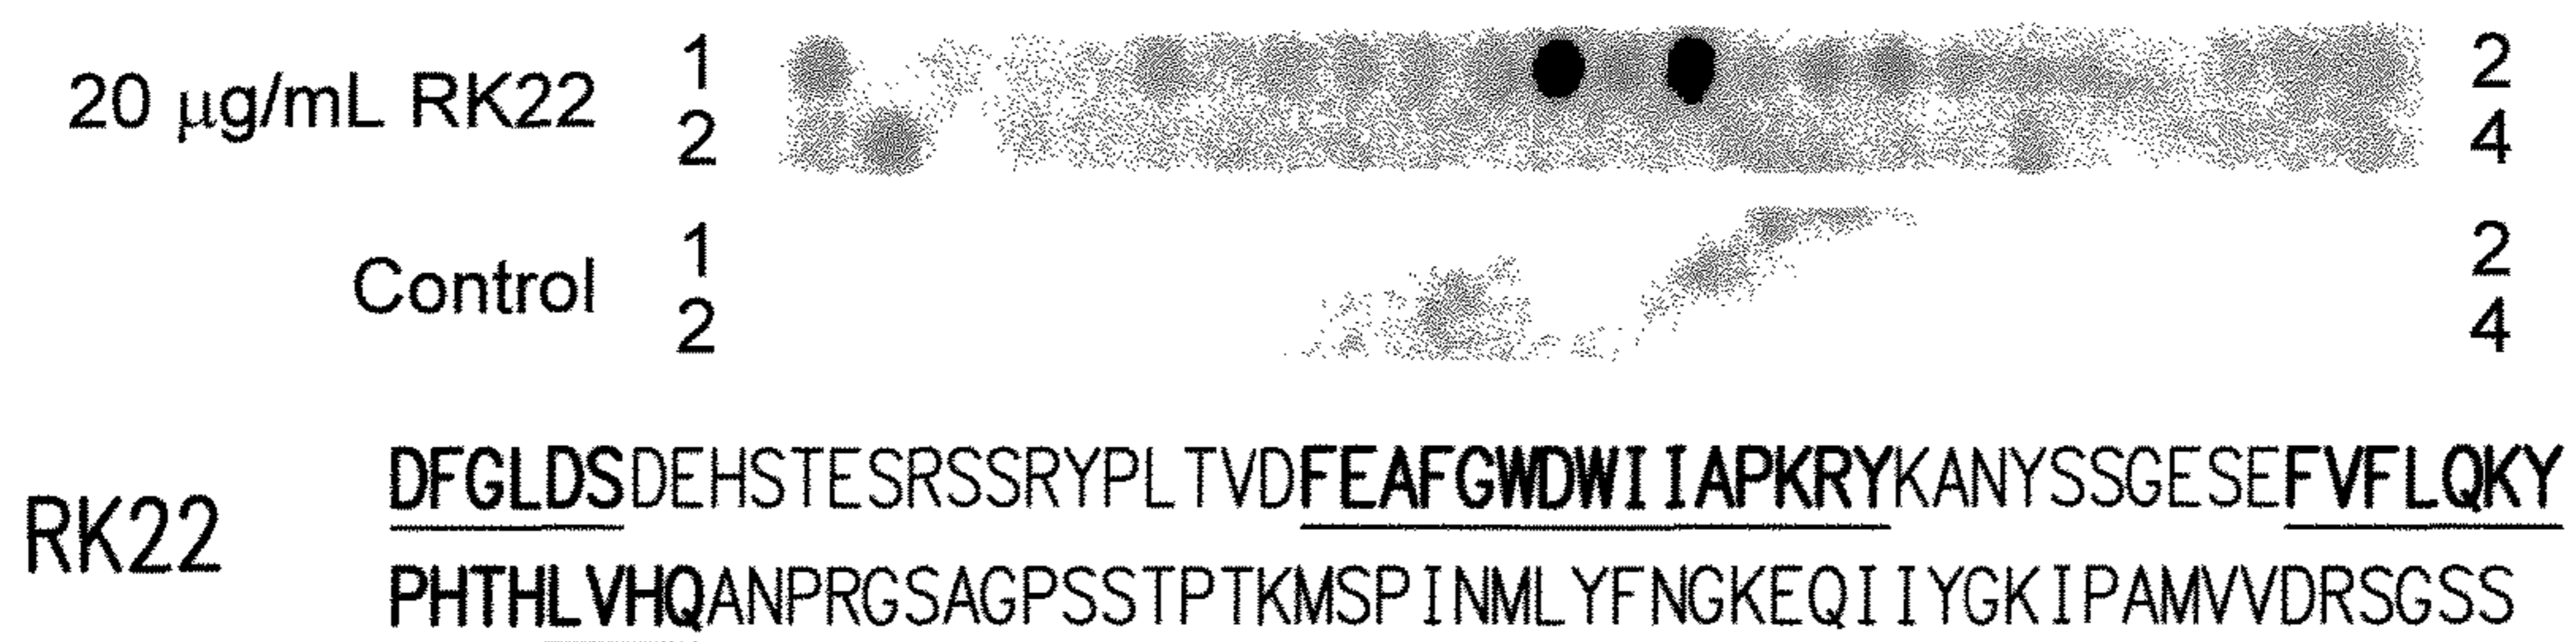 20 μg/mL RK22 1 2
2 4
Control 1 2
2 4
RK22 DFGLDSDEHSTESRSSRYPLTVDFEAFGWDWIIAPKRYKANYSSGESEFVFLQKY
PHTHLVHQANPRGSAGPSSTPTKMSPINMLYFNGKEQIIYGKIPAMVVDRSGSS